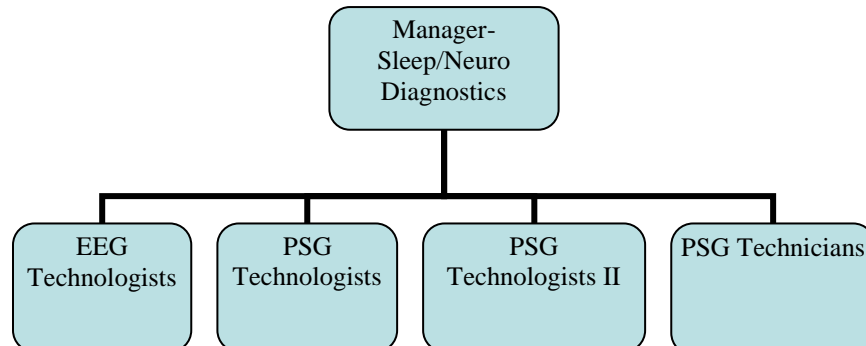 Manager-
Sleep/Neuro
Diagnostics
EEG
Technologists
PSG
Technologists
PSG
Technologists II
PSG Technicians